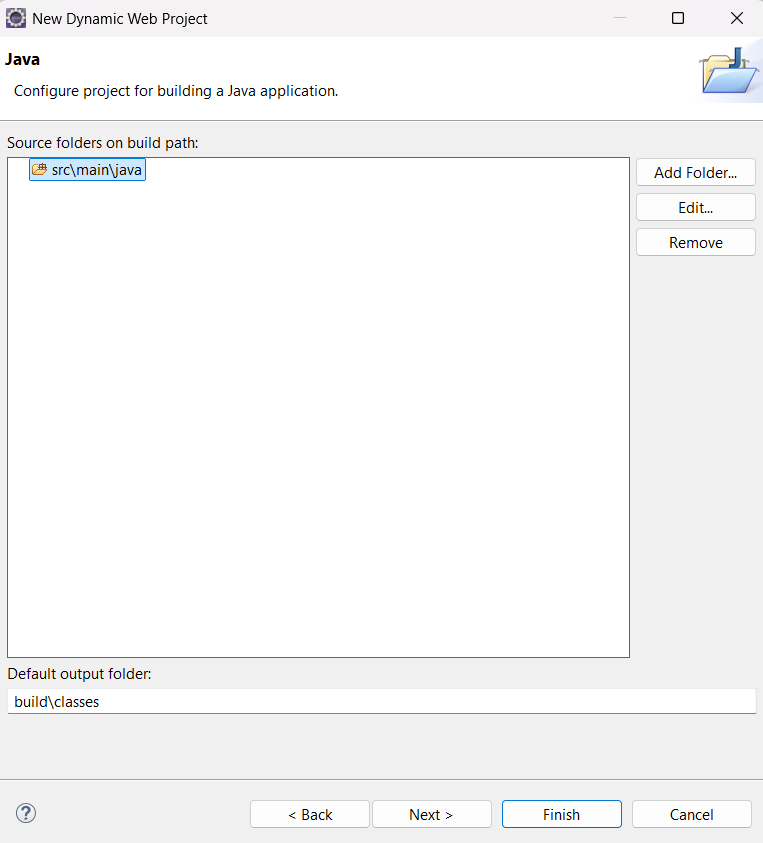 New Dynamic Web Project
Java
Configure project for building a Java application.
Source folders on build path:
src\main\java
Add Folder...
Edit...
Remove
Default output folder:
build\classes
?
< Back
Next >
Finish
Cancel